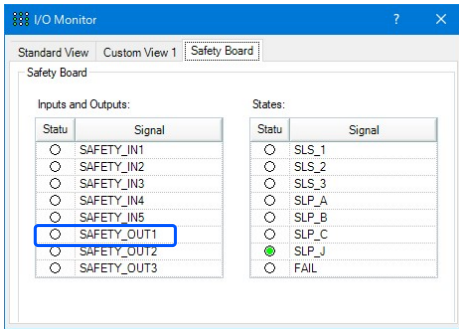 I/O Monitor ?
Standard View Custom View 1 Safety Board
Safety Board
Inputs and Outputs: States:
Statu Signal Statu Signal
SAFETY_IN1 SLS_1
SAFETY_IN2 SLS_2
SAFETY_IN3 SLS_3
SAFETY_IN4 SLP_A
SAFETY_IN5 SLP_B
SAFETY_OUT1 SLP_C
SAFETY_OUT2 SLP_J
SAFETY_OUT3 FAIL